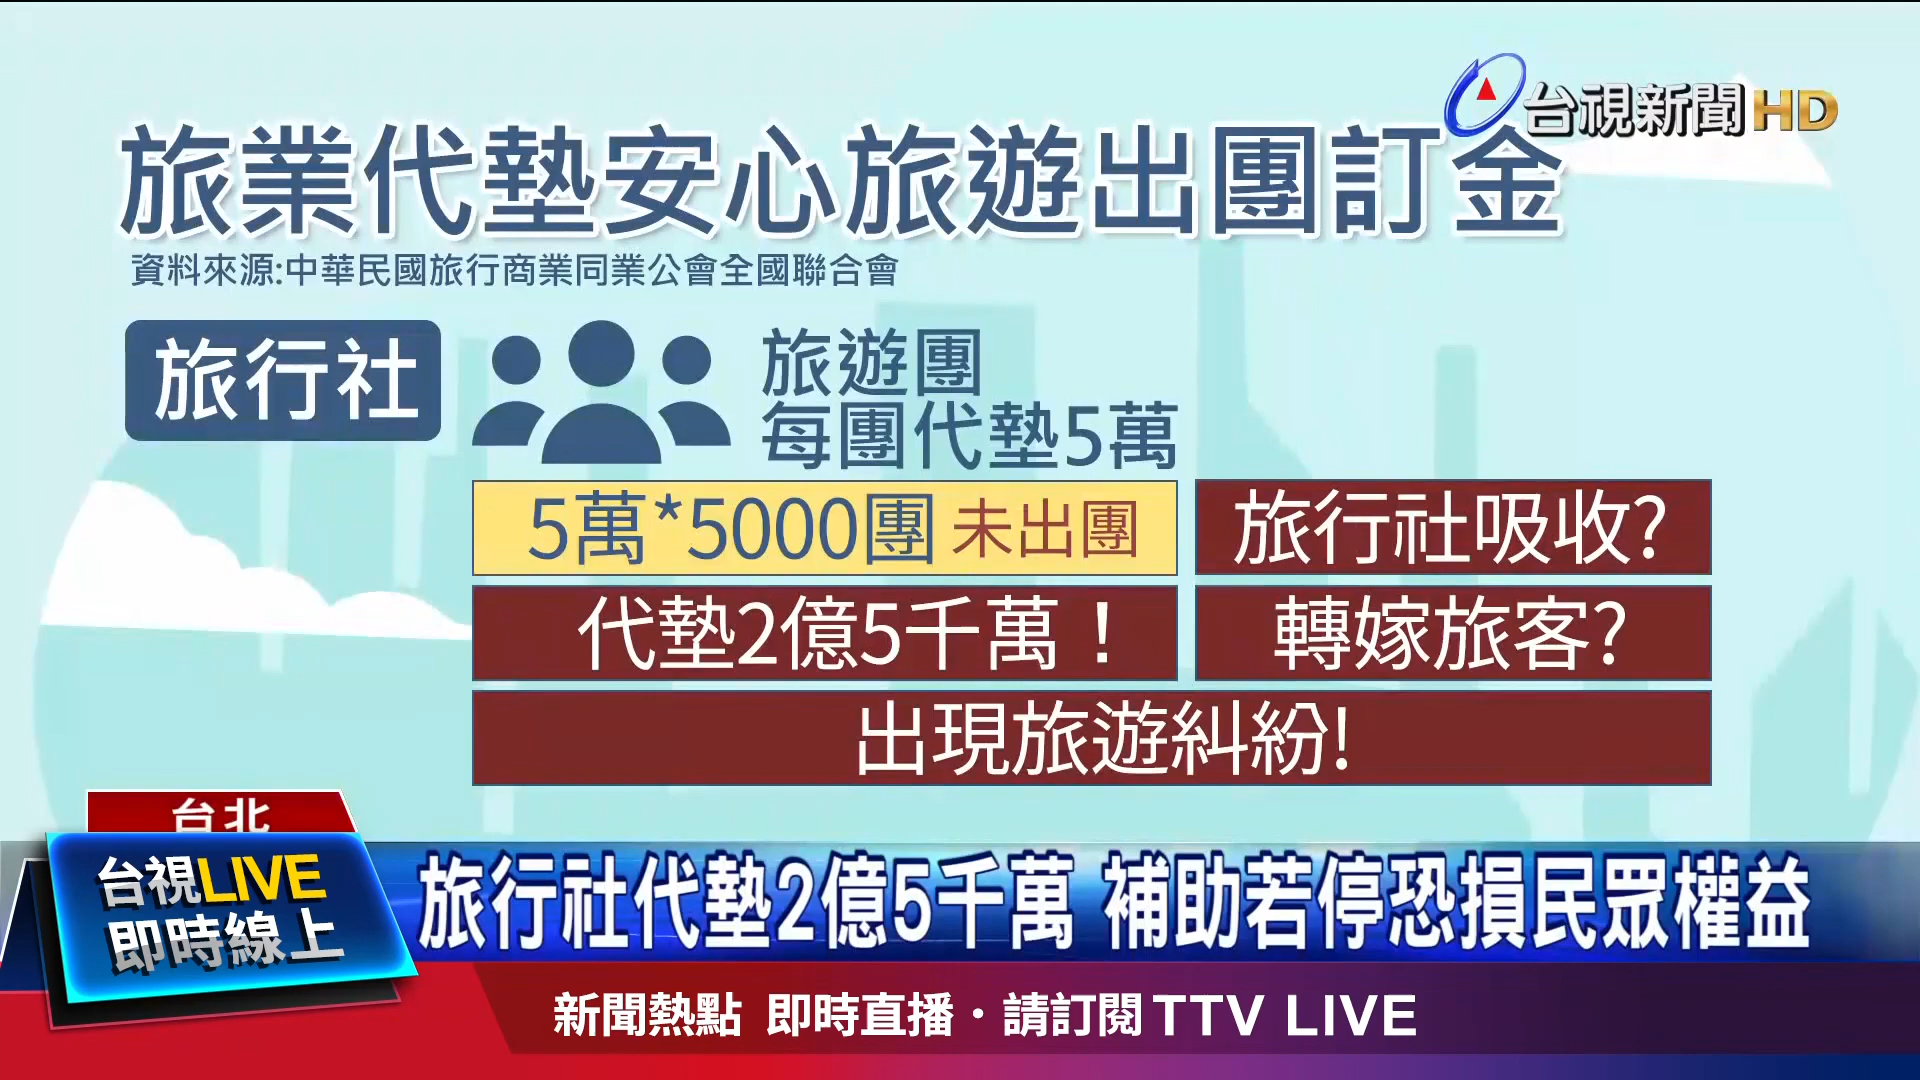 台視新聞HD
旅業代墊安心旅遊出團訂金
資料來源:中華民國旅行商業同業公會全國聯合會
旅行社
旅遊團
每團代墊5萬
5萬*5000團 未出團
旅行社吸收?
代墊2億5千萬！
轉嫁旅客?
出現旅遊糾紛!
台北
台視LIVE
即時線上
旅行社代墊2億5千萬 補助若停恐損民眾權益
新聞熱點 即時直播・請訂閱TTV LIVE